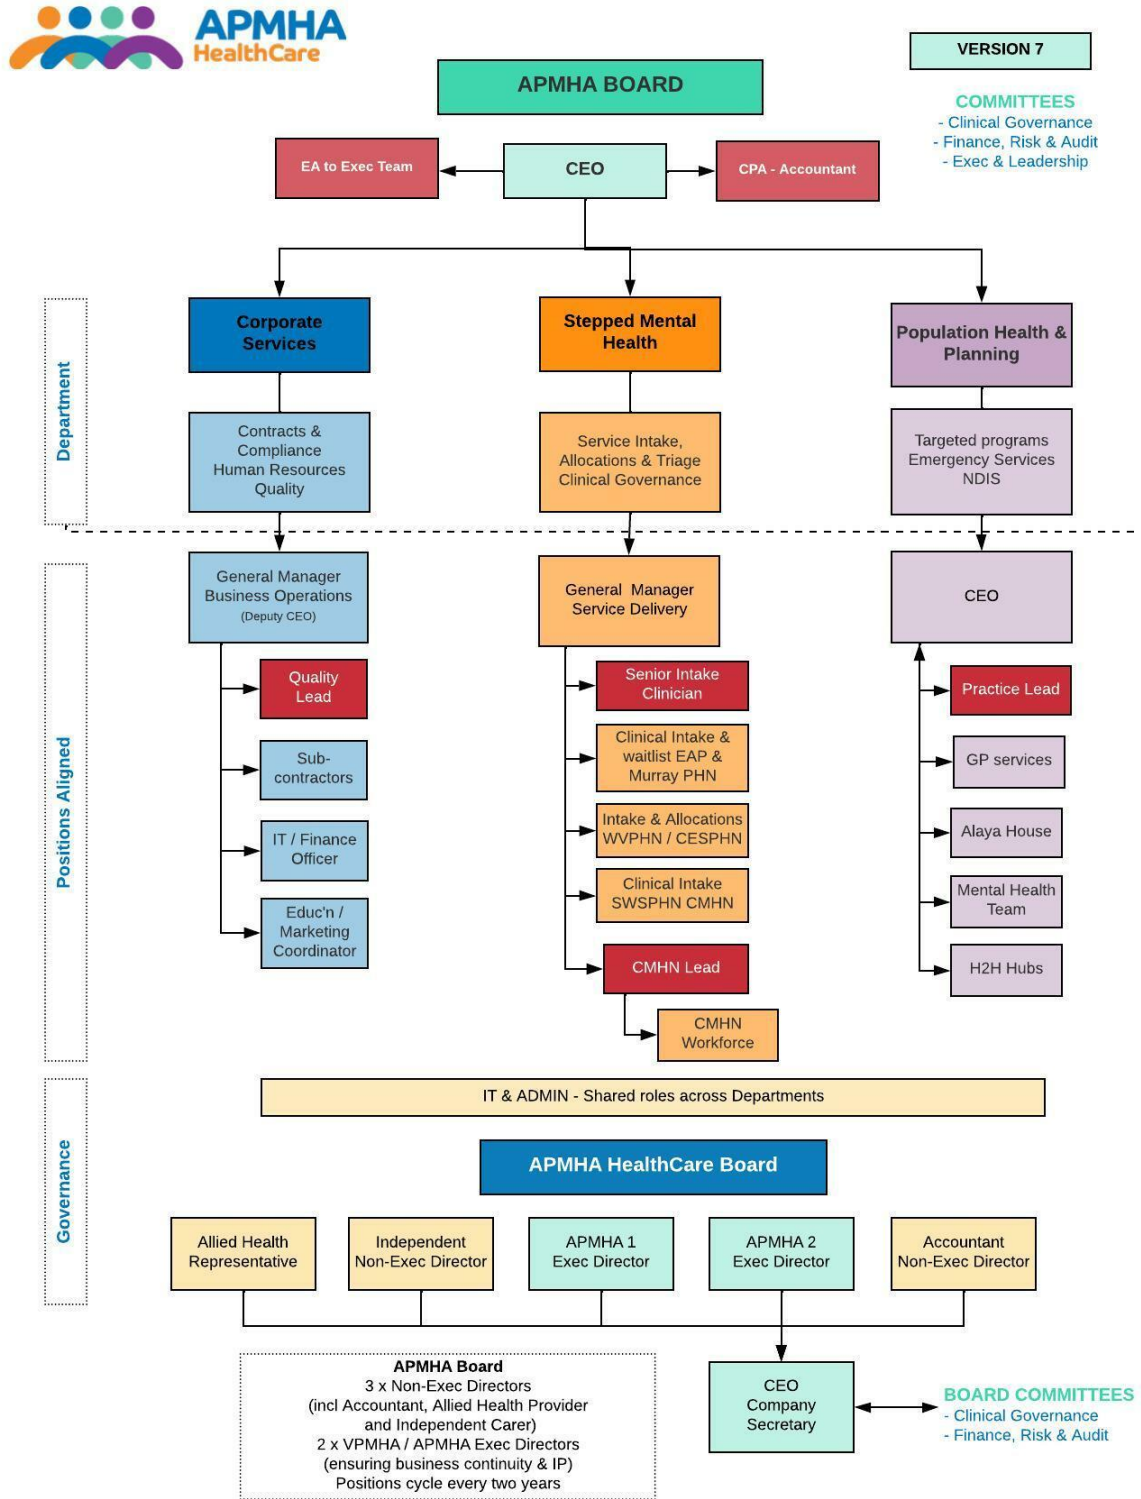 APMHA
HealthCare
VERSION 7
APMHA BOARD
COMMITTEES
- Clinical Governance
- Finance, Risk & Audit
- Exec & Leadership
EA to Exec Team
CEO
CPA - Accountant
Department
Corporate
Services
Stepped Mental
Health
Population Health &
Planning
Contracts &
Compliance
Human Resources
Quality
Service Intake,
Allocations & Triage
Clinical Governance
Targeted programs
Emergency Services
NDIS
Positions Aligned
General Manager
Business Operations
(Deputy CEO)
General Manager
Service Delivery
CEO
Quality
Lead
Sub-
contractors
IT / Finance
Officer
Educ'n /
Marketing
Coordinator
Senior Intake
Clinician
Clinical Intake &
waitlist EAP &
Murray PHN
Intake & Allocations
WVPHN / CESPHN
Clinical Intake
SWSPHN CMHN
CMHN Lead
CMHN
Workforce
Practice Lead
GP services
Alaya House
Mental Health
Team
H2H Hubs
Governance
IT & ADMIN - Shared roles across Departments
APMHA HealthCare Board
Allied Health
Representative
Independent
Non-Exec Director
APMHA 1
Exec Director
APMHA 2
Exec Director
Accountant
Non-Exec Director
APMHA Board
3 x Non-Exec Directors
(incl Accountant, Allied Health Provider
and Independent Carer)
2 x VPMHA / APMHA Exec Directors
(ensuring business continuity & IP)
Positions cycle every two years
CEO
Company
Secretary
BOARD COMMITTEES
- Clinical Governance
- Finance, Risk & Audit